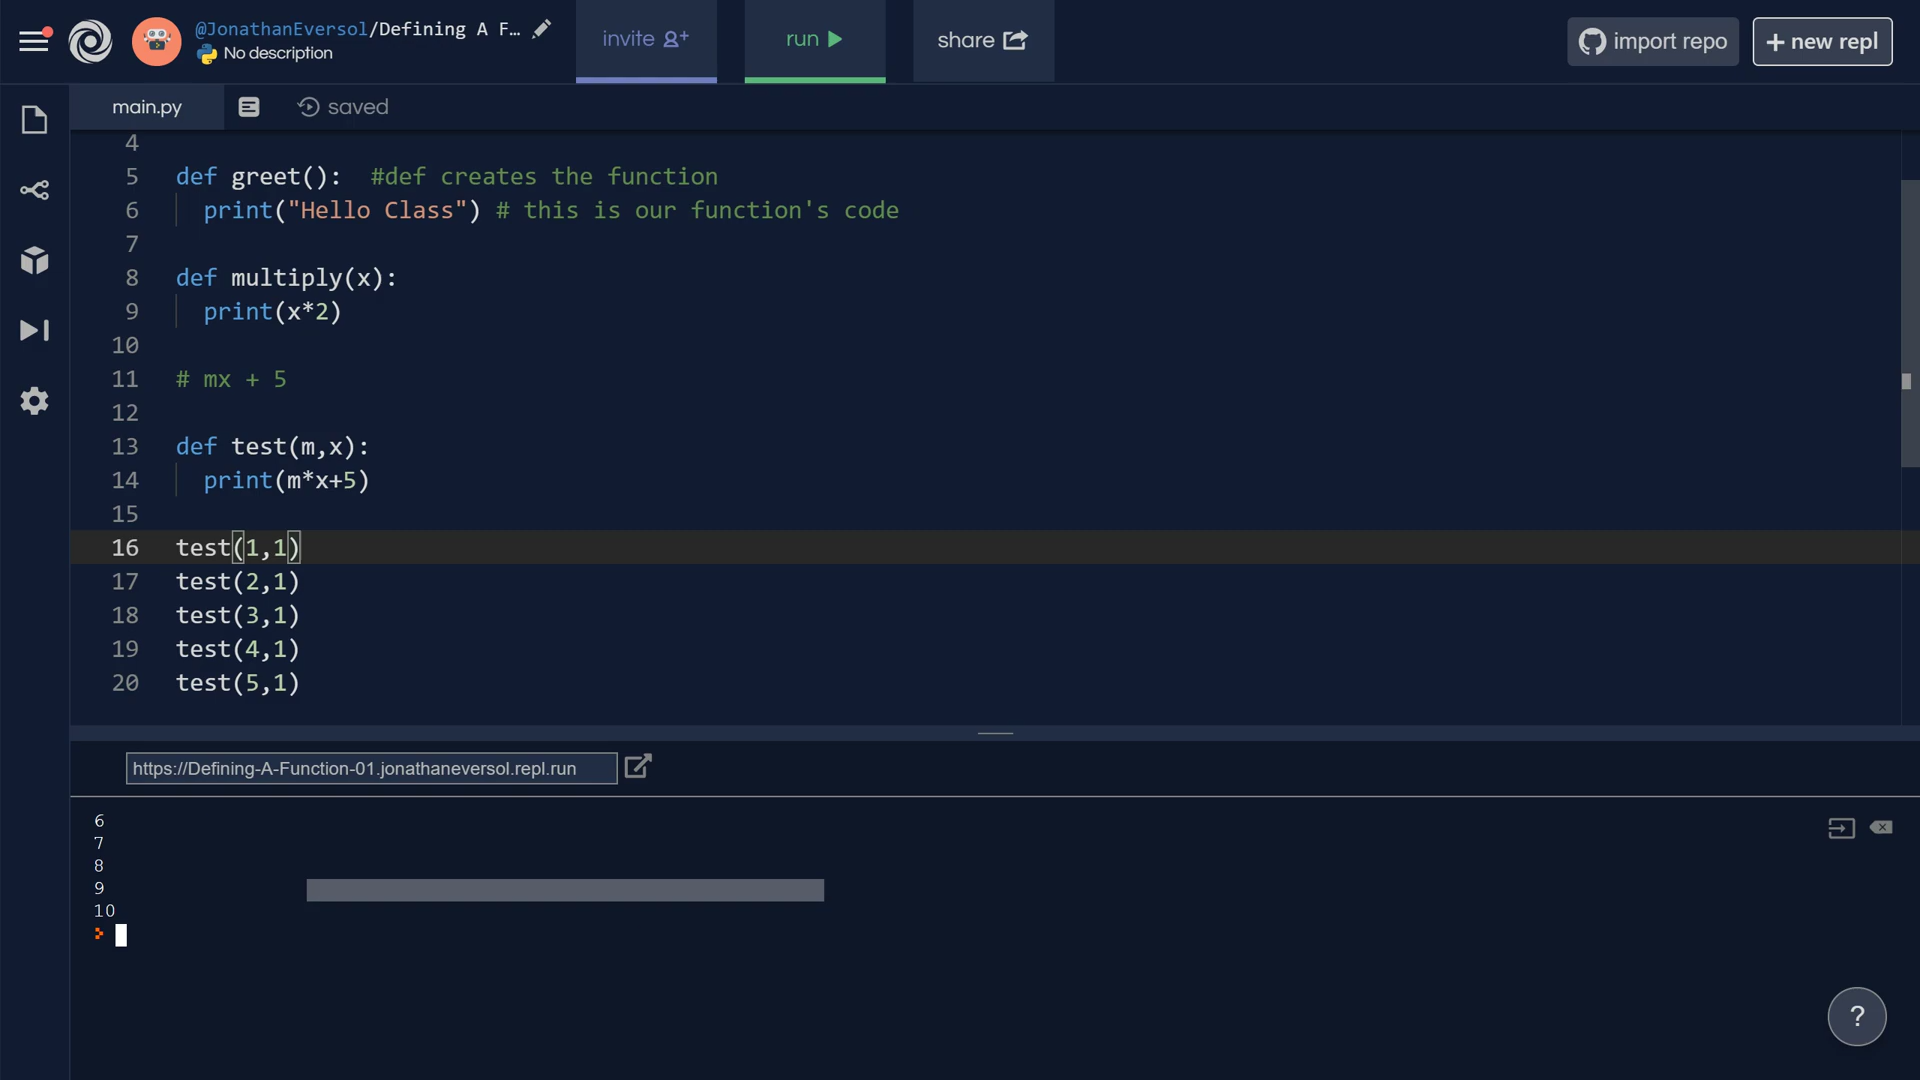 @JonathanEversol/Defining A F...
No description
invite
run
share
import repo
+ new repl
main.py
saved
4
5 def greet():  #def creates the function
6 print("Hello Class") # this is our function's code
7
8 def multiply(x):
9 print(x*2)
10
11 # mx + 5
12
13 def test(m,x):
14 print(m*x+5)
15
16 test(1,1)
17 test(2,1)
18 test(3,1)
19 test(4,1)
20 test(5,1)
https://Defining-A-Function-01.jonathaneversol.repl.run
6
7
8
9
10
>
?